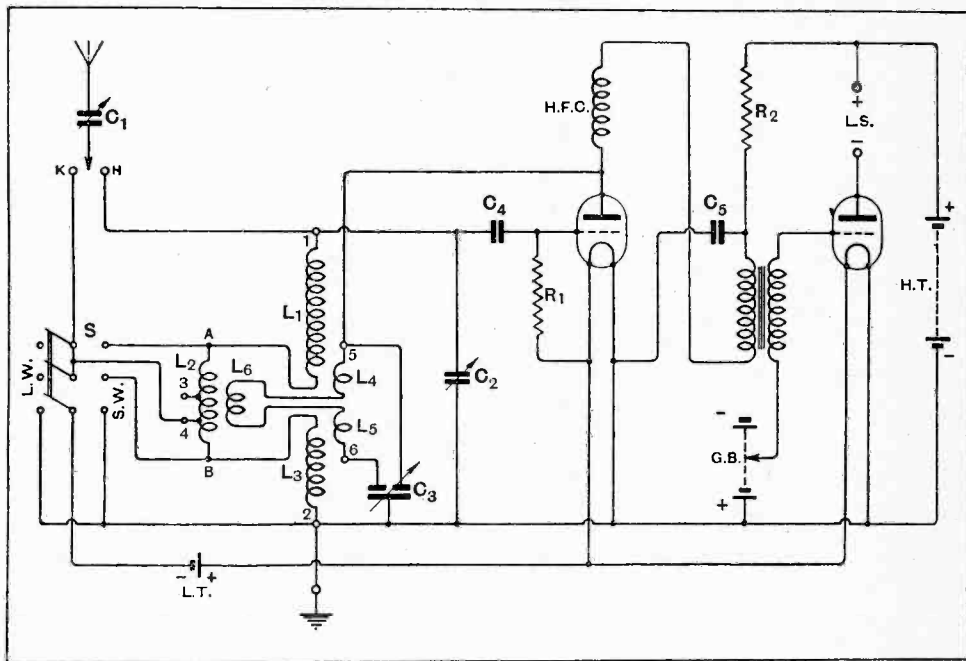 C1
K H
H.F.C.
R2
+
L.S.
-
C4
C5
1
S
A
L1
R1
+
H.T.
-
L.W.
L2
L6
5
L4
3
C2
S.W.
4
L5
B
L3
6
C3
-
G.B.
+
2
- +
L.T.